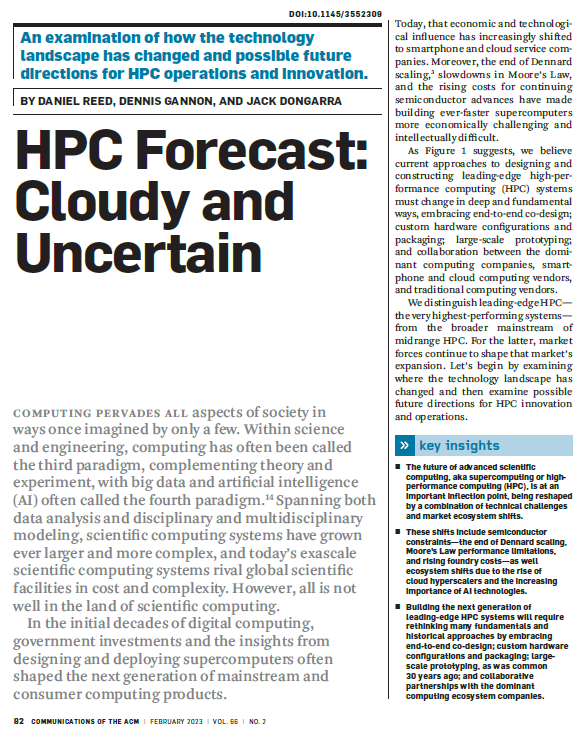 DOI:10.1145/3552309
An examination of how the technology
landscape has changed and possible future
directions for HPC operations and innovation.
BY DANIEL REED, DENNIS GANNON, AND JACK DONGARRA
HPC Forecast:
Cloudy and
Uncertain
COMPUTING PERVADES ALL aspects of society in
ways once imagined by only a few. Within science
and engineering, computing has often been called
the third paradigm, complementing theory and
experiment, with big data and artificial intelligence
(AI) often called the fourth paradigm.14 Spanning both
data analysis and disciplinary and multidisciplinary
modeling, scientific computing systems have grown
ever larger and more complex, and today's exascale
scientific computing systems rival global scientific
facilities in cost and complexity. However, all is not
well in the land of scientific computing.
In the initial decades of digital computing,
government investments and the insights from
designing and deploying supercomputers often
shaped the next generation of mainstream and
consumer computing products.
Today, that economic and technologi-
cal influence has increasingly shifted
to smartphone and cloud service com-
panies. Moreover, the end of Dennard
scaling,3 slowdowns in Moore's Law,
and the rising costs for continuing
semiconductor advances have made
building ever-faster supercomputers
more economically challenging and
intellectually difficult.
As Figure 1 suggests, we believe
current approaches to designing and
constructing leading-edge high-per-
formance computing (HPC) systems
must change in deep and fundamental
ways, embracing end-to-end co-design;
custom hardware configurations and
packaging; large-scale prototyping;
and collaboration between the domi-
nant computing companies, smart-
phone and cloud computing vendors,
and traditional computing vendors.
We distinguish leading-edge HPC—
the very highest-performing systems—
from the broader mainstream of
midrange HPC. For the latter, market
forces continue to shape that market's
expansion. Let's begin by examining
where the technology landscape has
changed and then examine possible
future directions for HPC innovation
and operations.
» key insights
■ The future of advanced scientific
computing, aka supercomputing or high-
performance computing (HPC), is at an
important inflection point, being reshaped
by a combination of technical challenges
and market ecosystem shifts.
■ These shifts include semiconductor
constraints—the end of Dennard scaling,
Moore's Law performance limitations,
and rising foundry costs—as well
ecosystem shifts due to the rise of
cloud hyperscalers and the increasing
importance of AI technologies.
■ Building the next generation of
leading-edge HPC systems will require
rethinking many fundamentals and
historical approaches by embracing
end-to-end co-design; custom hardware
configurations and packaging; large-
scale prototyping, as was common
30 years ago; and collaborative
partnerships with the dominant
computing ecosystem companies.
82 COMMUNICATIONS OF THE ACM | FEBRUARY 2023 | VOL. 66 | NO. 2